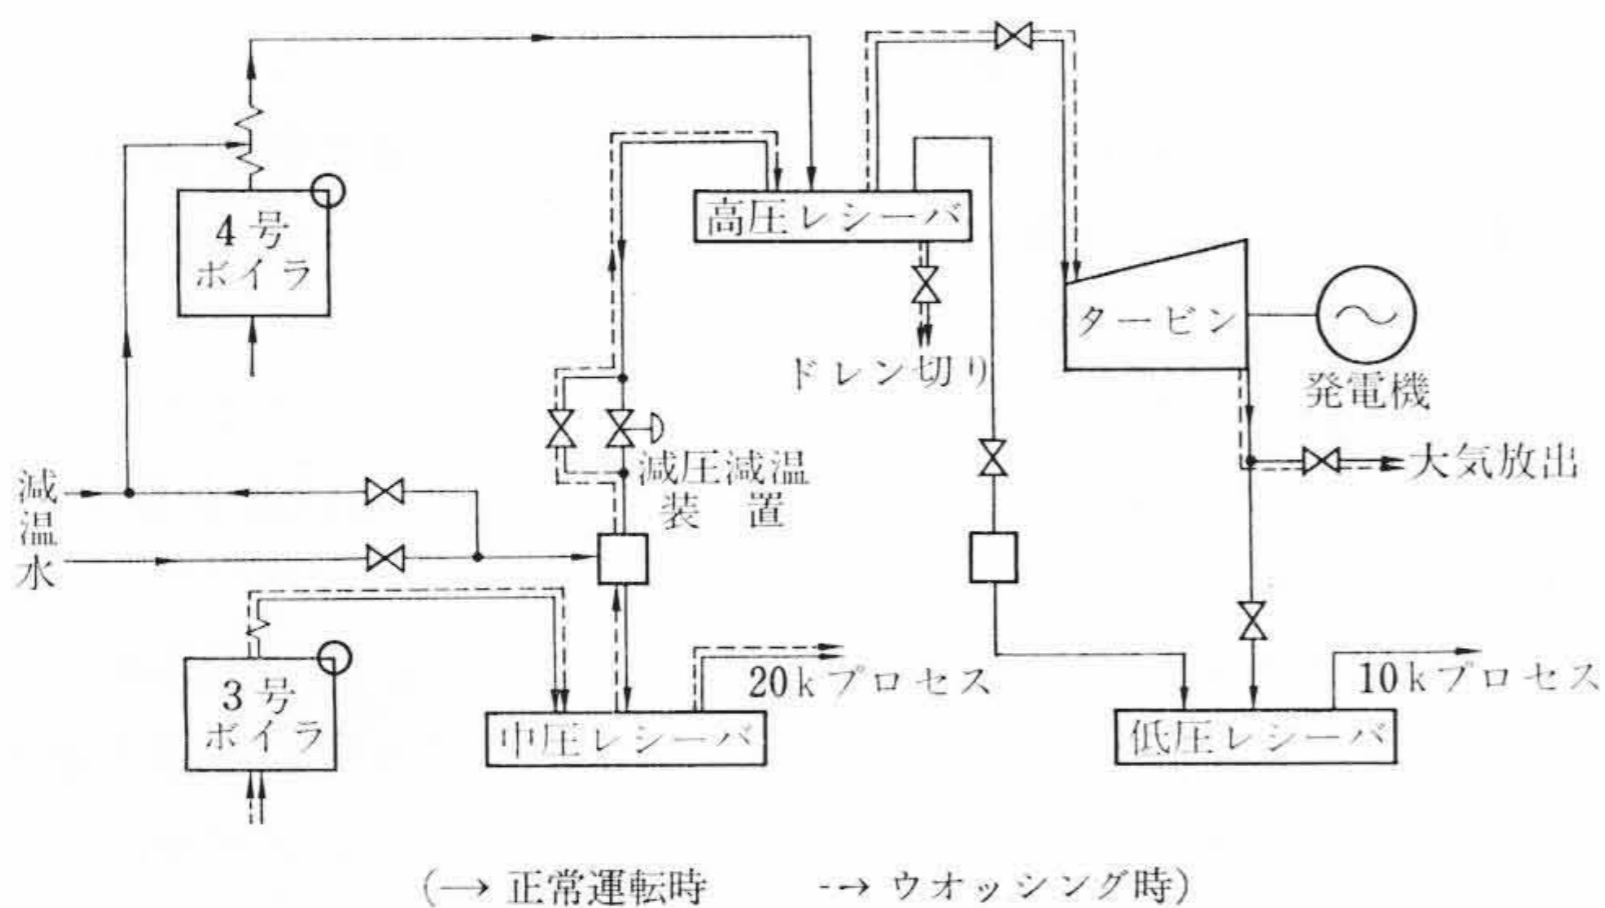 4号
ボイラ
高圧レシーバ
タービン
発電機
ドレン切り
大気放出
減圧減温
装置
減
温
水
3号
ボイラ
20kプロセス
中圧レシーバ
10kプロセス
低圧レシーバ
(→ 正常運転時 --→ ウオッシング時)